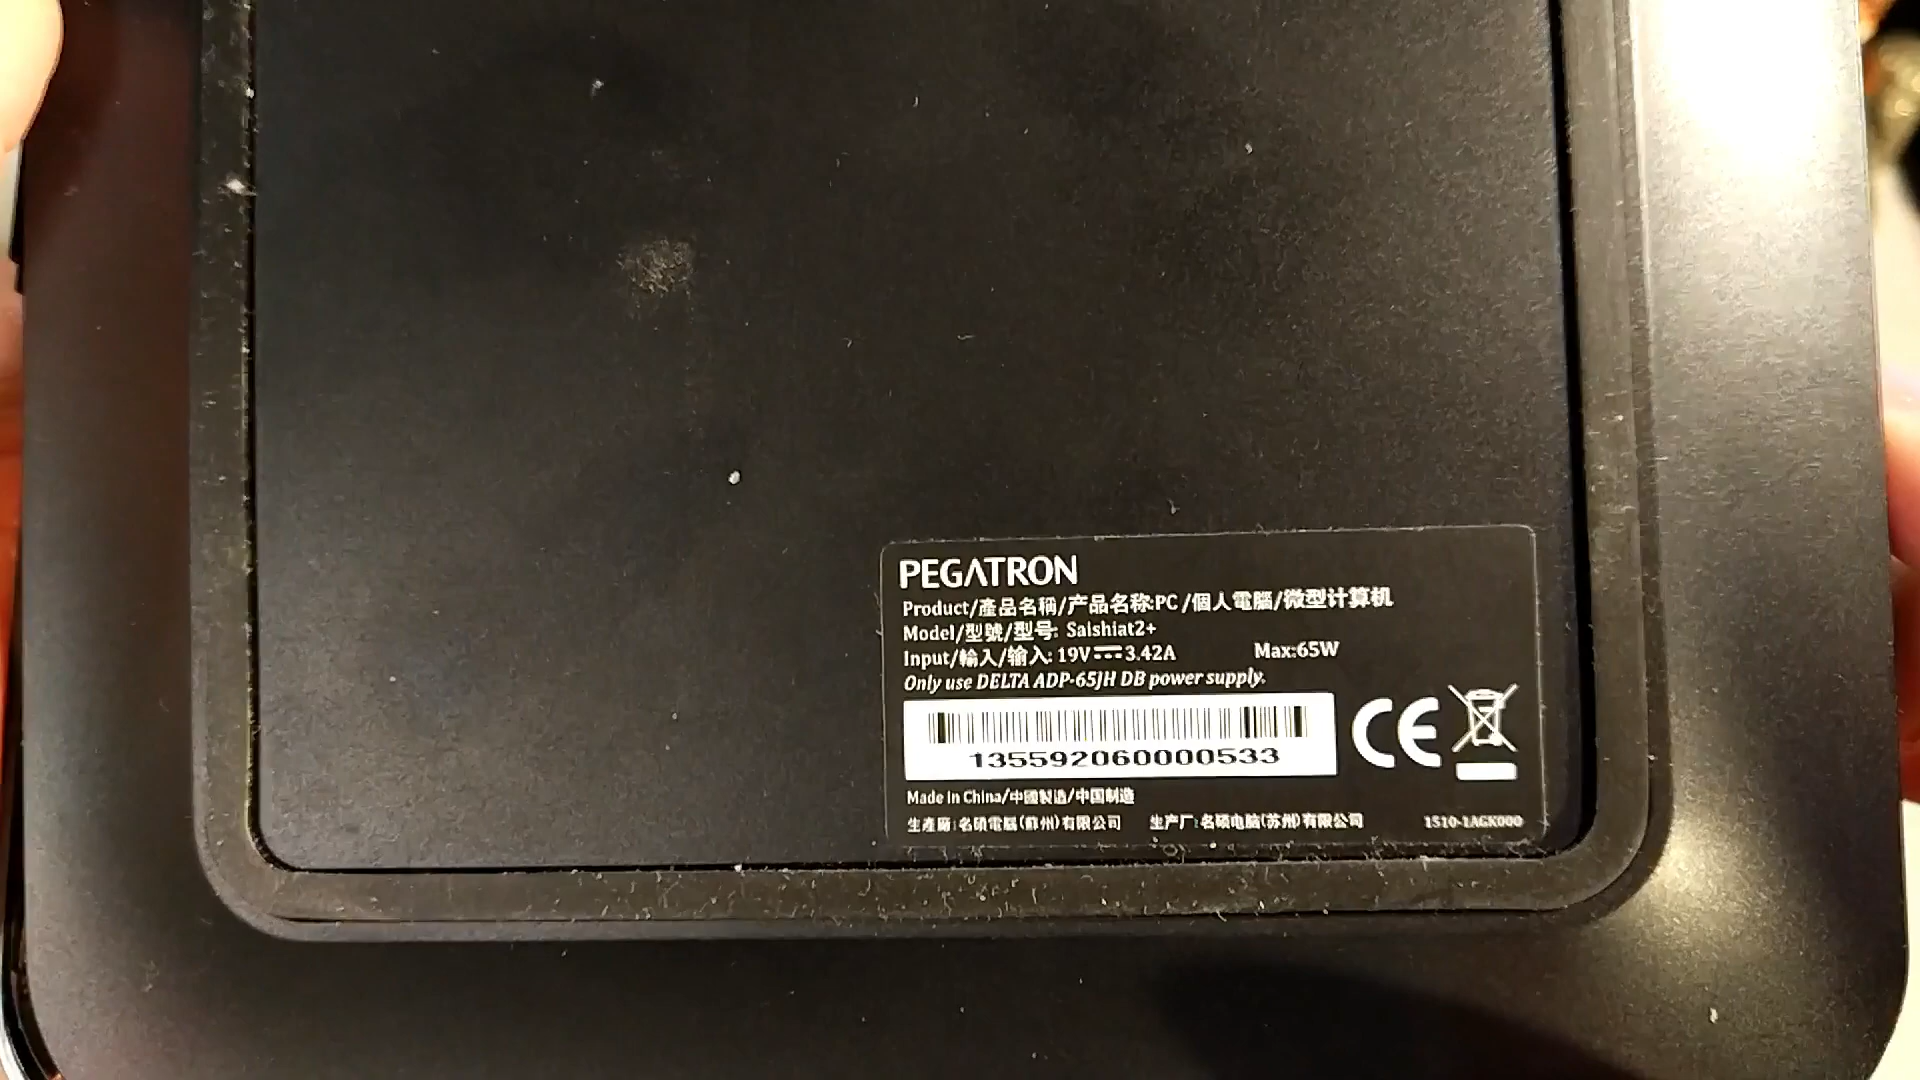 PEGATRON
Product/產品名稱/产品名称:PC /個人電腦/微型计算机
Model/型號/型号: Saishiat2+
Input/輸入/输入: 19V⎓3.42A Max:65W
Only use DELTA ADP-65JH DB power supply.
135592060000533
CE
Made in China/中國製造/中国制造
生產廠: 名碩電腦(蘇州)有限公司 生产厂: 名硕电脑(苏州)有限公司 1510-1AGK000